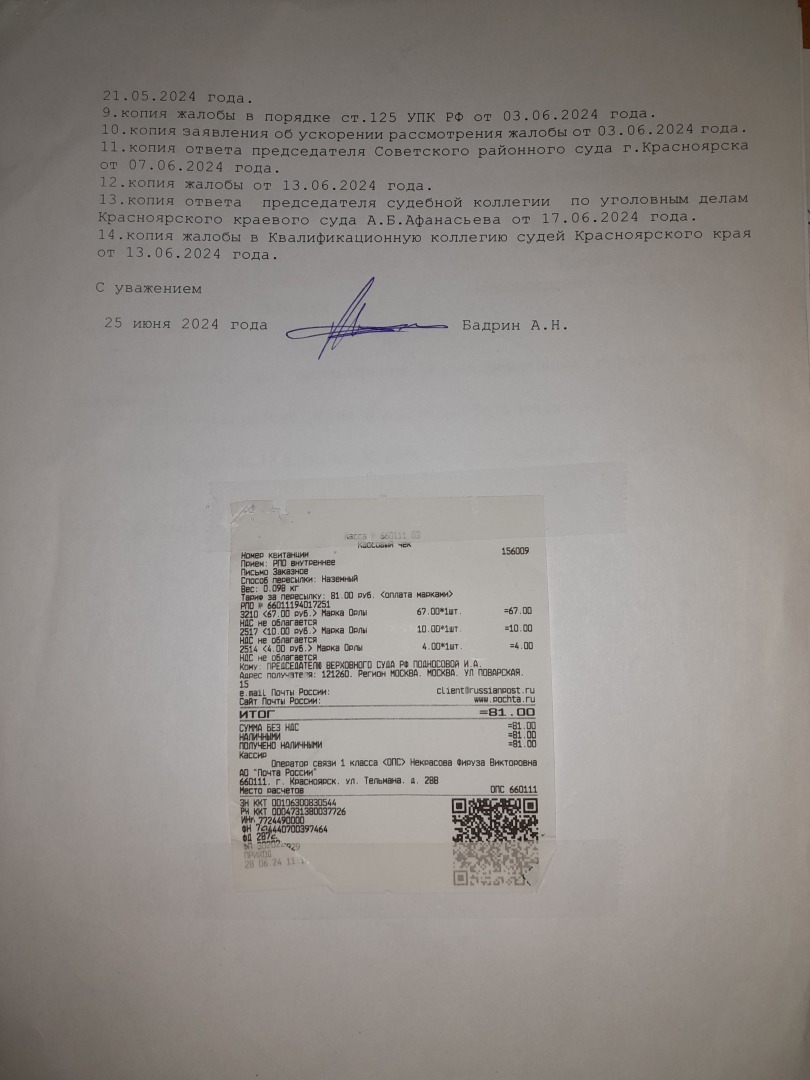 21.05.2024 года.
9.копия жалобы в порядке ст.125 УПК РФ от 03.06.2024 года.
10.копия заявления об ускорении рассмотрения жалобы от 03.06.2024 года.
11.копия ответа председателя Советского районного суда г.Красноярска
от 07.06.2024 года.
12.копия жалобы от 13.06.2024 года.
13.копия ответа председателя судебной коллегии по уголовным делам
Красноярского краевого суда А.Б.Афанасьева от 17.06.2024 года.
14.копия жалобы в Квалификационную коллегию судей Красноярского края
от 13.06.2024 года.
С уважением
25 июня 2024 года Бадрин А.Н.
Касса № 660111.03
Кассовый чек
Номер квитанции 156009
Прием: РПО внутреннее
Письмо Заказное
Способ пересылки: Наземный
Вес: 0.098 кг
Тариф за пересылку: 81.00 руб. <оплата марками>
РПО № 66011194017251
3210 <67.00 руб.> Марка Орлы 67.00*1шт. =67.00
НДС не облагается
2517 <10.00 руб.> Марка Орлы 10.00*1шт. =10.00
НДС не облагается
2514 <4.00 руб.> Марка Орлы 4.00*1шт. =4.00
НДС не облагается
Кому: ПРЕДСЕДАТЕЛЮ ВЕРХОВНОГО СУДА РФ ПОДНОСОВОЙ И.А.
Адрес получателя: 121260. Регион МОСКВА. МОСКВА. УЛ ПОВАРСКАЯ.
15
e.mail Почты России: client@russianpost.ru
Сайт Почты России: www.pochta.ru
ИТОГ =81.00
СУММА БЕЗ НДС =81.00
НАЛИЧНЫМИ =81.00
ПОЛУЧЕНО НАЛИЧНЫМИ =81.00
Кассир
Оператор связи 1 класса <ОПС> Некрасова Фируза Викторовна
АО "Почта России"
660111. г. Красноярск. ул. Тельмана. д. 28В
Место расчетов ОПС 660111
ЗН ККТ 00106300830544
РН ККТ 0004731380037726
ИНН 7724490000
ФН
ФД
ФП
ПРИХОД
28.06.24